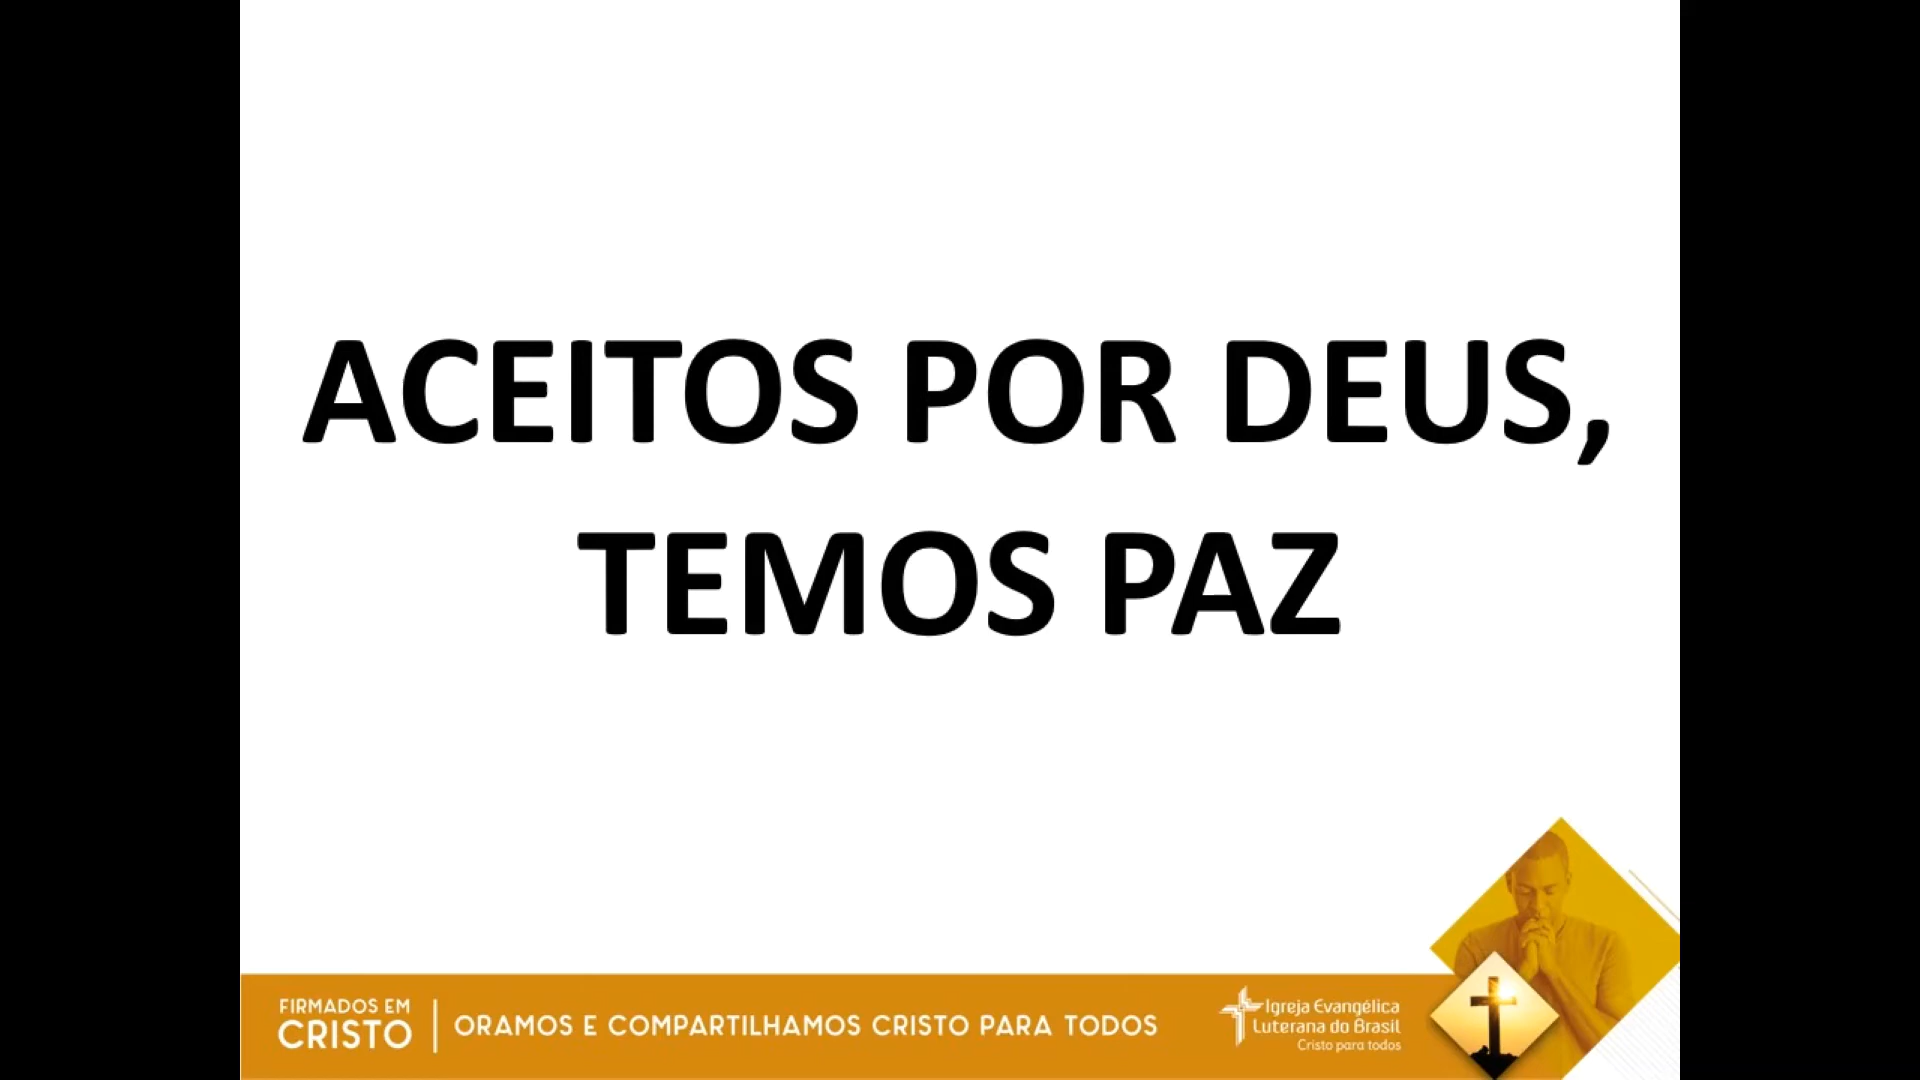 ACEITOS POR DEUS,
TEMOS PAZ
FIRMADOS EM
CRISTO
ORAMOS E COMPARTILHAMOS CRISTO PARA TODOS
Igreja Evangélica
Luterana do Brasil
Cristo para todos